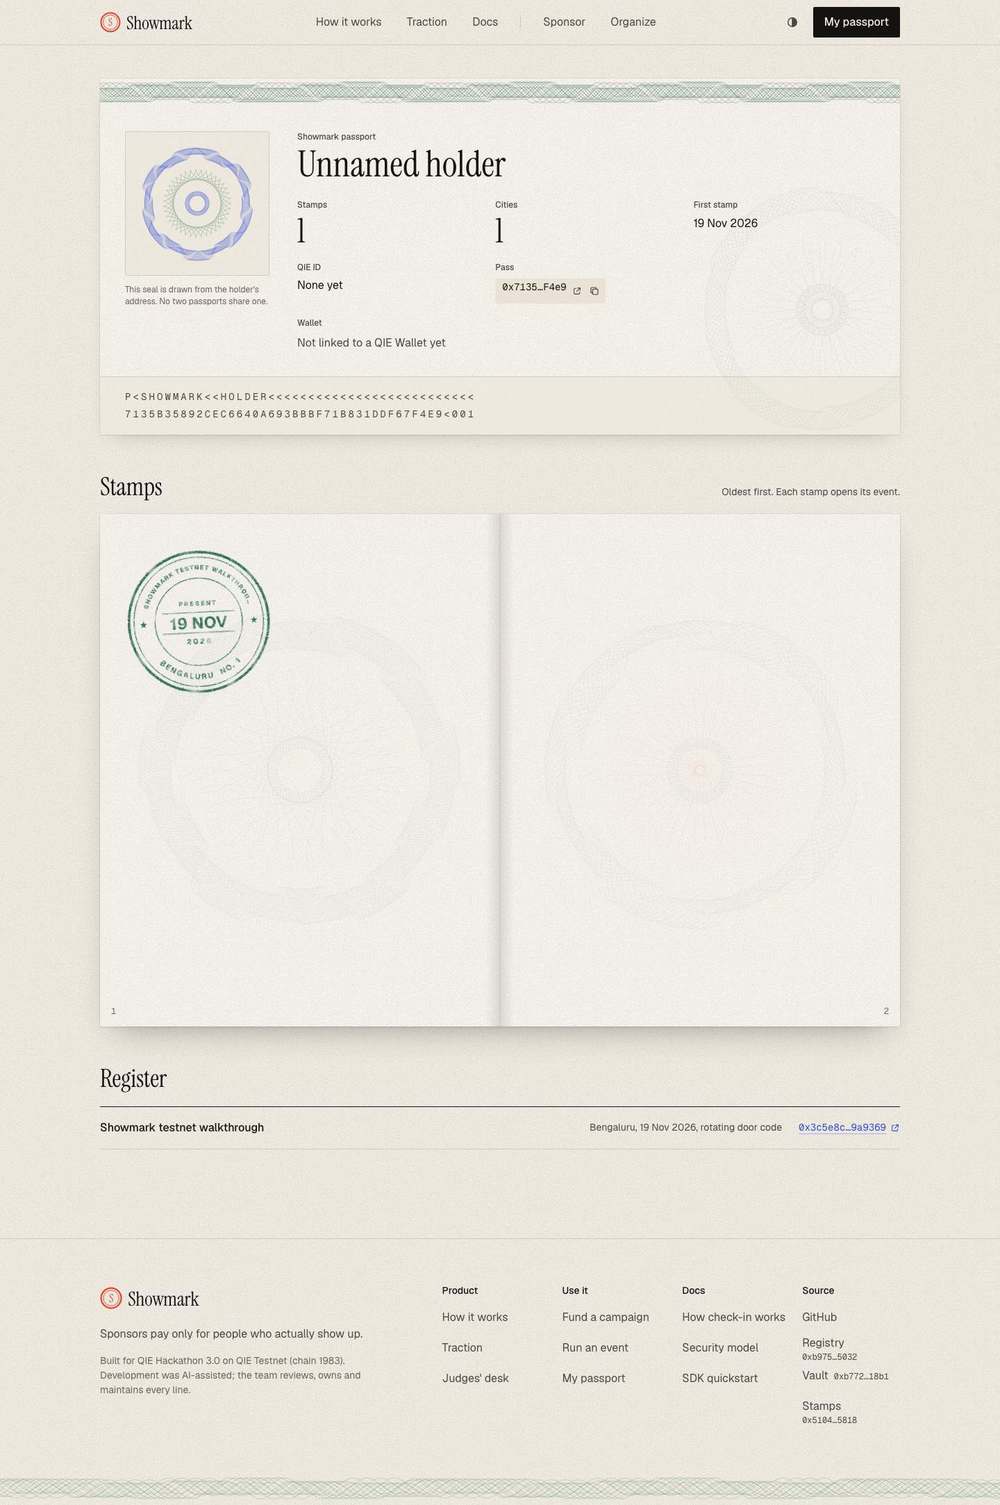 Showmark
How it works
Traction
Docs
Sponsor
Organize
My passport
Showmark passport
Unnamed holder
Stamps
1
Cities
1
First stamp
19 Nov 2026
QIE ID
None yet
Pass
0x7135…F4e9
This seal is drawn from the holder's
address. No two passports share one.
Wallet
Not linked to a QIE Wallet yet
P<SHOWMARK<<HOLDER<<<<<<<<<<<<<<<<<<<<<<<<<<
7135B35892CEC6640A693BBBF71B831DDF67F4E9<001
Stamps
Oldest first. Each stamp opens its event.
SHOWMARK TESTNET WALKTHROU…
PRESENT
19 NOV
2026
BENGALURU NO. 1
1
2
Register
Showmark testnet walkthrough
Bengaluru, 19 Nov 2026, rotating door code
0x3c5e8c…9a9369
Showmark
Sponsors pay only for people who actually show up.
Built for QIE Hackathon 3.0 on QIE Testnet (chain 1983).
Development was AI-assisted; the team reviews, owns and
maintains every line.
Product
How it works
Traction
Judges' desk
Use it
Fund a campaign
Run an event
My passport
Docs
How check-in works
Security model
SDK quickstart
Source
GitHub
Registry
0xb975…5032
Vault 0xb772…18b1
Stamps
0x5104…5818